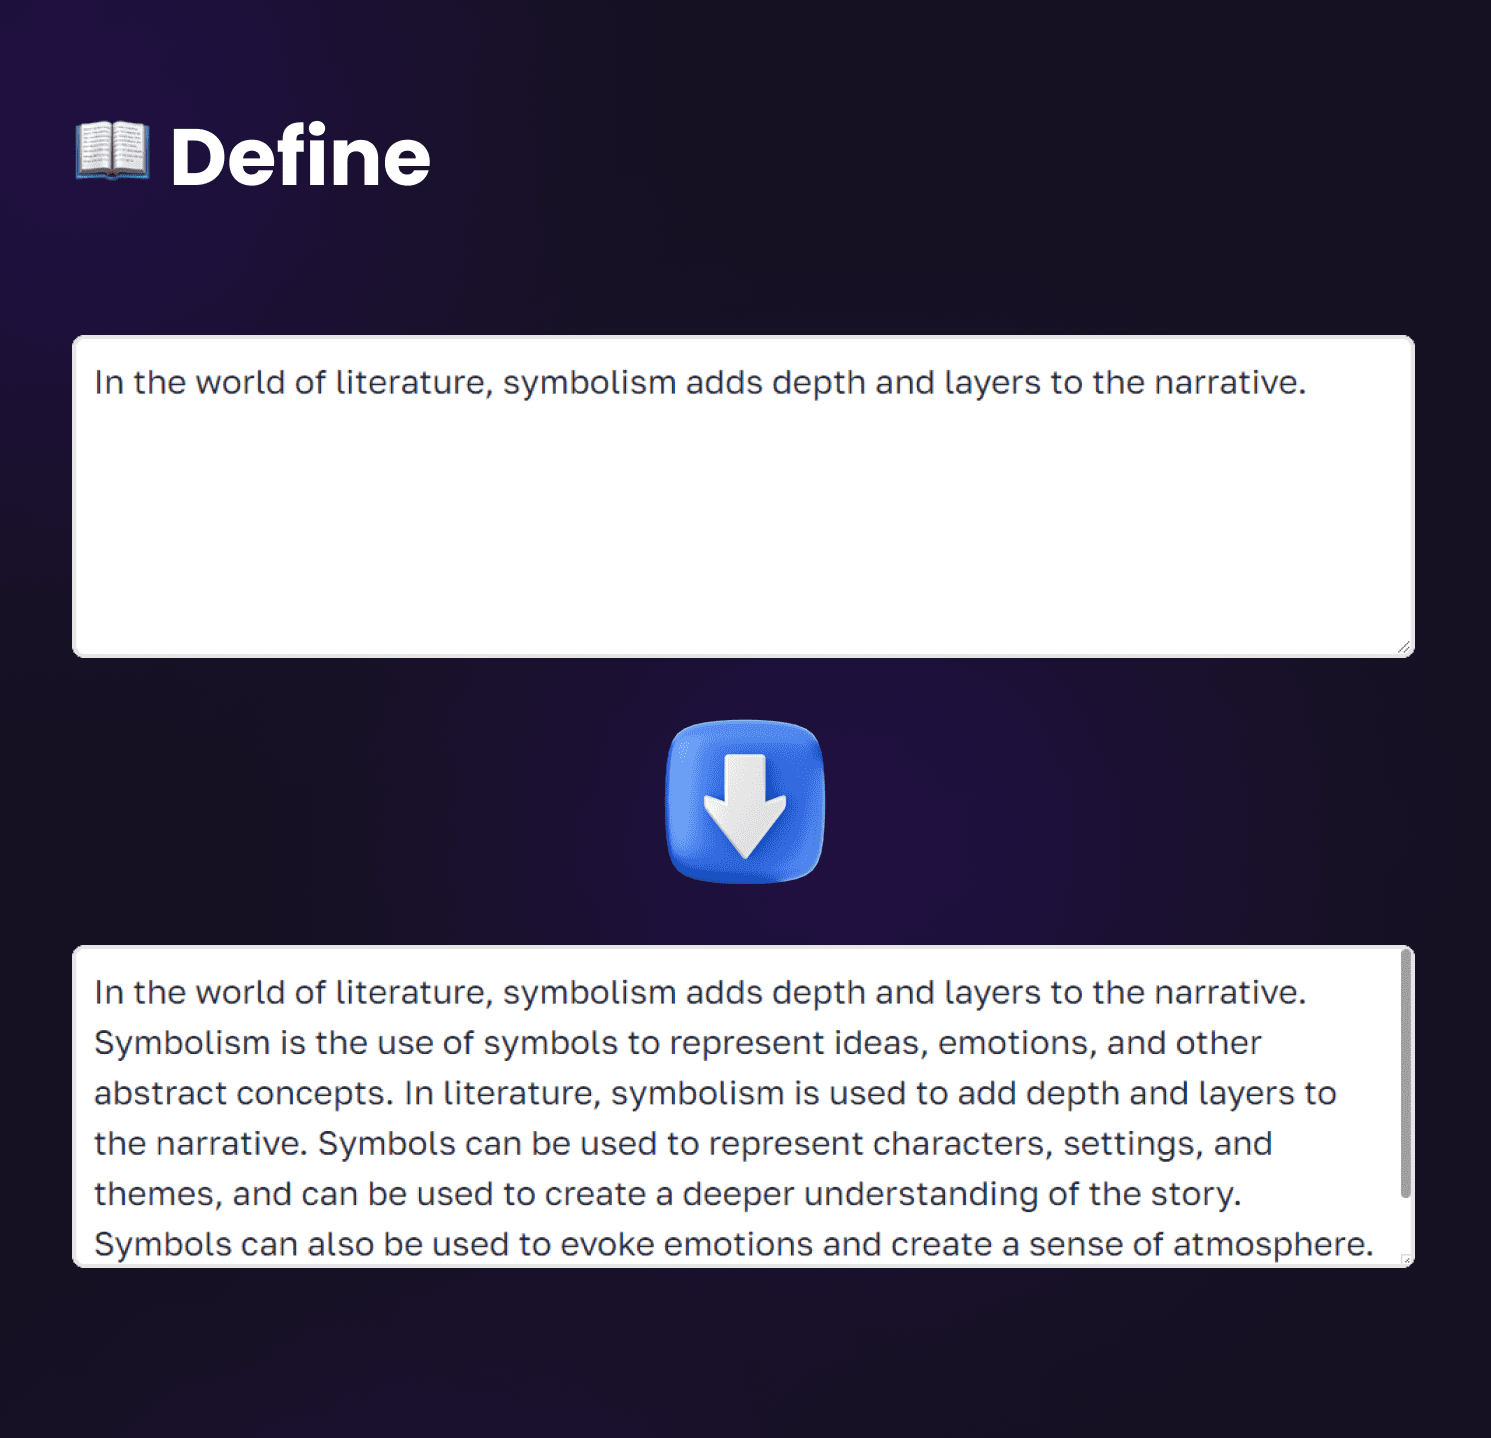 Define
In the world of literature, symbolism adds depth and layers to the narrative.
In the world of literature, symbolism adds depth and layers to the narrative.
Symbolism is the use of symbols to represent ideas, emotions, and other
abstract concepts. In literature, symbolism is used to add depth and layers to
the narrative. Symbols can be used to represent characters, settings, and
themes, and can be used to create a deeper understanding of the story.
Symbols can also be used to evoke emotions and create a sense of atmosphere.